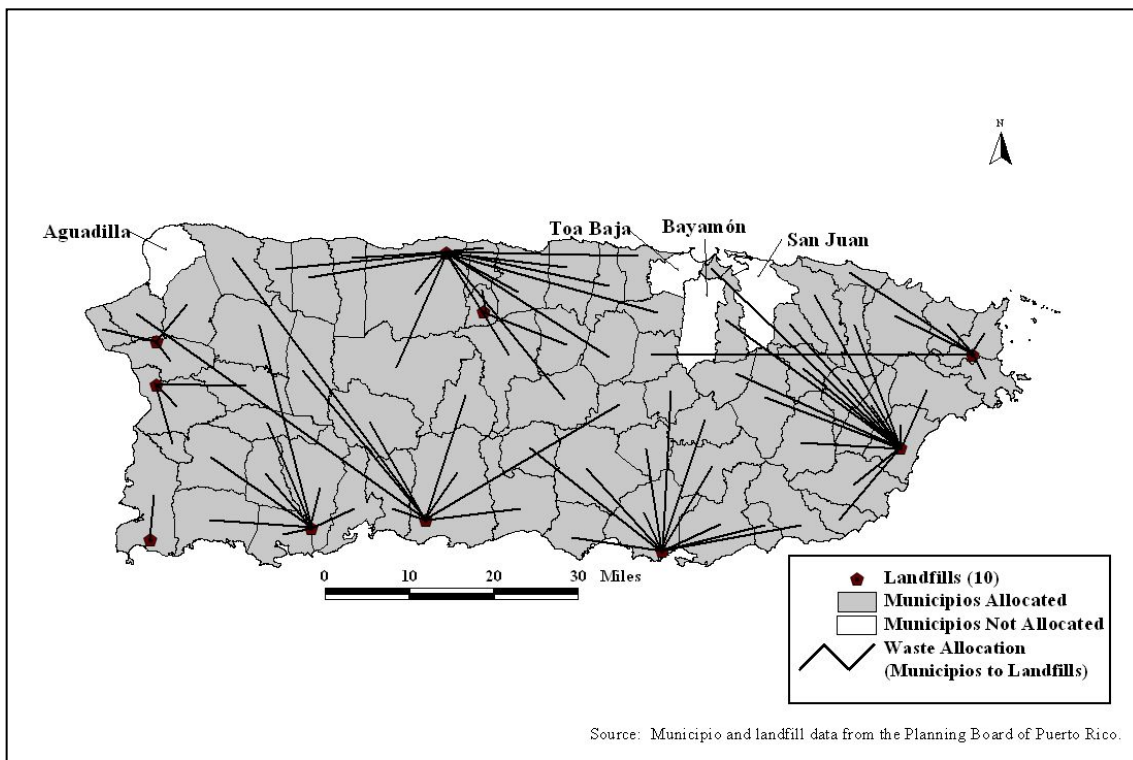 N
Aguadilla
Toa Baja
Bayamón
San Juan
0 10 20 30 Miles
Landfills (10)
Municipios Allocated
Municipios Not Allocated
Waste Allocation
(Municipios to Landfills)
Source: Municipio and landfill data from the Planning Board of Puerto Rico.